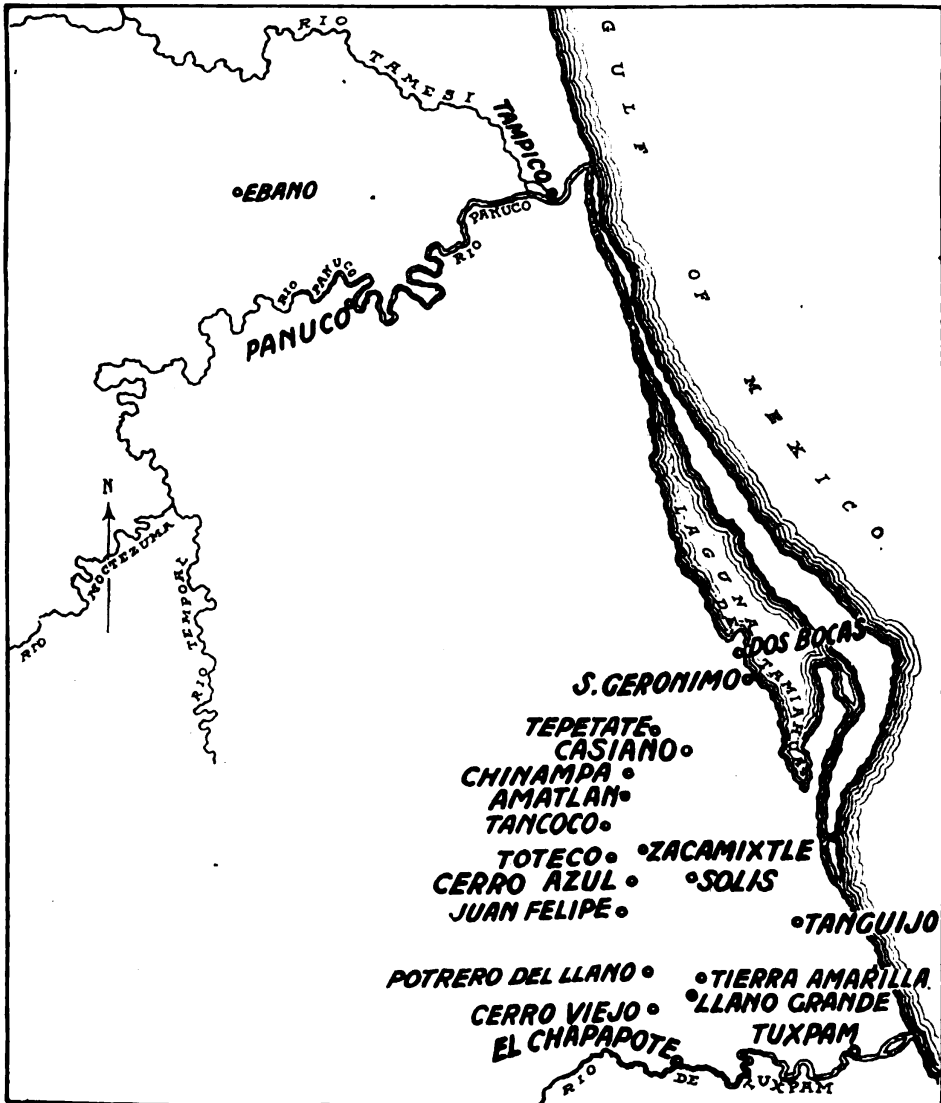 RIO
TAMESI
GULF
OF
MEXICO
TAMPICO
EBANO
RIO PANUCO
RIO PANUCO
PANUCO
N
RIO MOCTEZUMA
RIO TEMPOAL
LAGUNA DE TAMIAHUA
DOS BOCAS
S. GERONIMO
TEPETATE
CASIANO
CHINAMPA
AMATLAN
TANCOCO
TOTECO
ZACAMIXTLE
CERRO AZUL
SOLIS
JUAN FELIPE
TANGUIJO
POTRERO DEL LLANO
TIERRA AMARILLA
LLANO GRANDE
CERRO VIEJO
TUXPAM
EL CHAPAPOTE
RIO DE TUXPAM